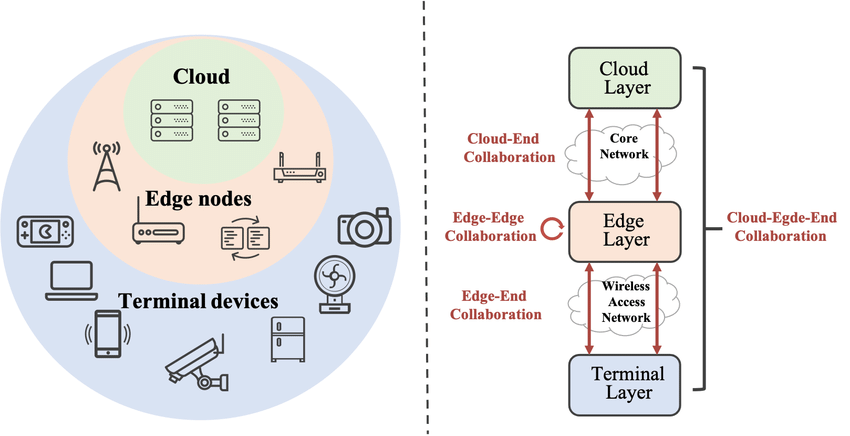 Cloud
Edge nodes
Terminal devices
Cloud
Layer
Cloud-End
Collaboration
Core
Network
Edge-Edge
Collaboration
Edge
Layer
Cloud-Egde-End
Collaboration
Edge-End
Collaboration
Wireless
Access
Network
Terminal
Layer